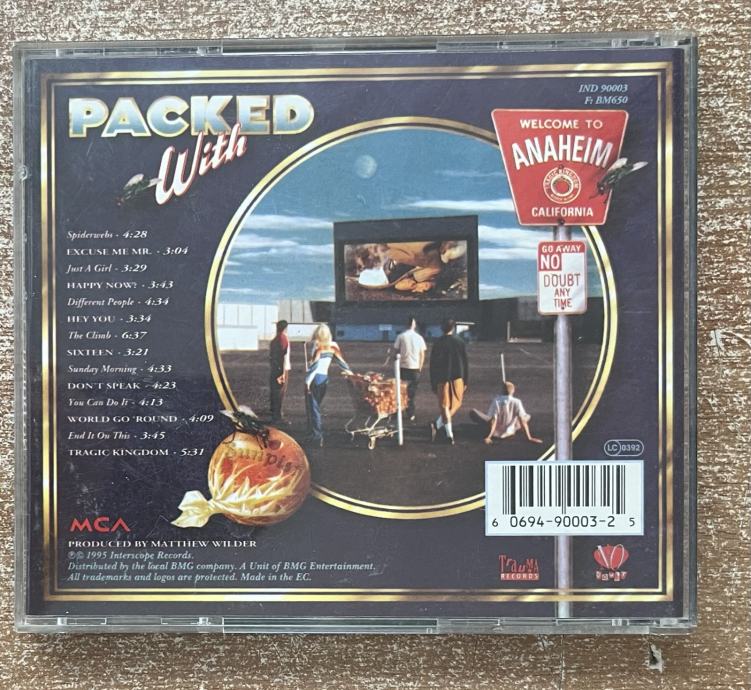 PACKED
With
IND 90003
F: BM650
WELCOME TO
ANAHEIM
TRAGIC KINGDOM
CALIFORNIA
GO AWAY
NO
DOUBT
ANY
TIME
Spiderwebs - 4:28
EXCUSE ME MR. - 3:04
Just A Girl - 3:29
HAPPY NOW? - 3:43
Different People - 4:34
HEY YOU - 3:34
The Climb - 6:37
SIXTEEN - 3:21
Sunday Morning - 4:33
DON'T SPEAK - 4:23
You Can Do It - 4:13
WORLD GO 'ROUND - 4:09
End It On This - 3:45
TRAGIC KINGDOM - 5:31
LC 0392
6 0694-90003-2 5
MCA
PRODUCED BY MATTHEW WILDER
℗© 1995 Interscope Records.
Distributed by the local BMG company. A Unit of BMG Entertainment.
All trademarks and logos are protected. Made in the EC.
TRAUMA
RECORDS